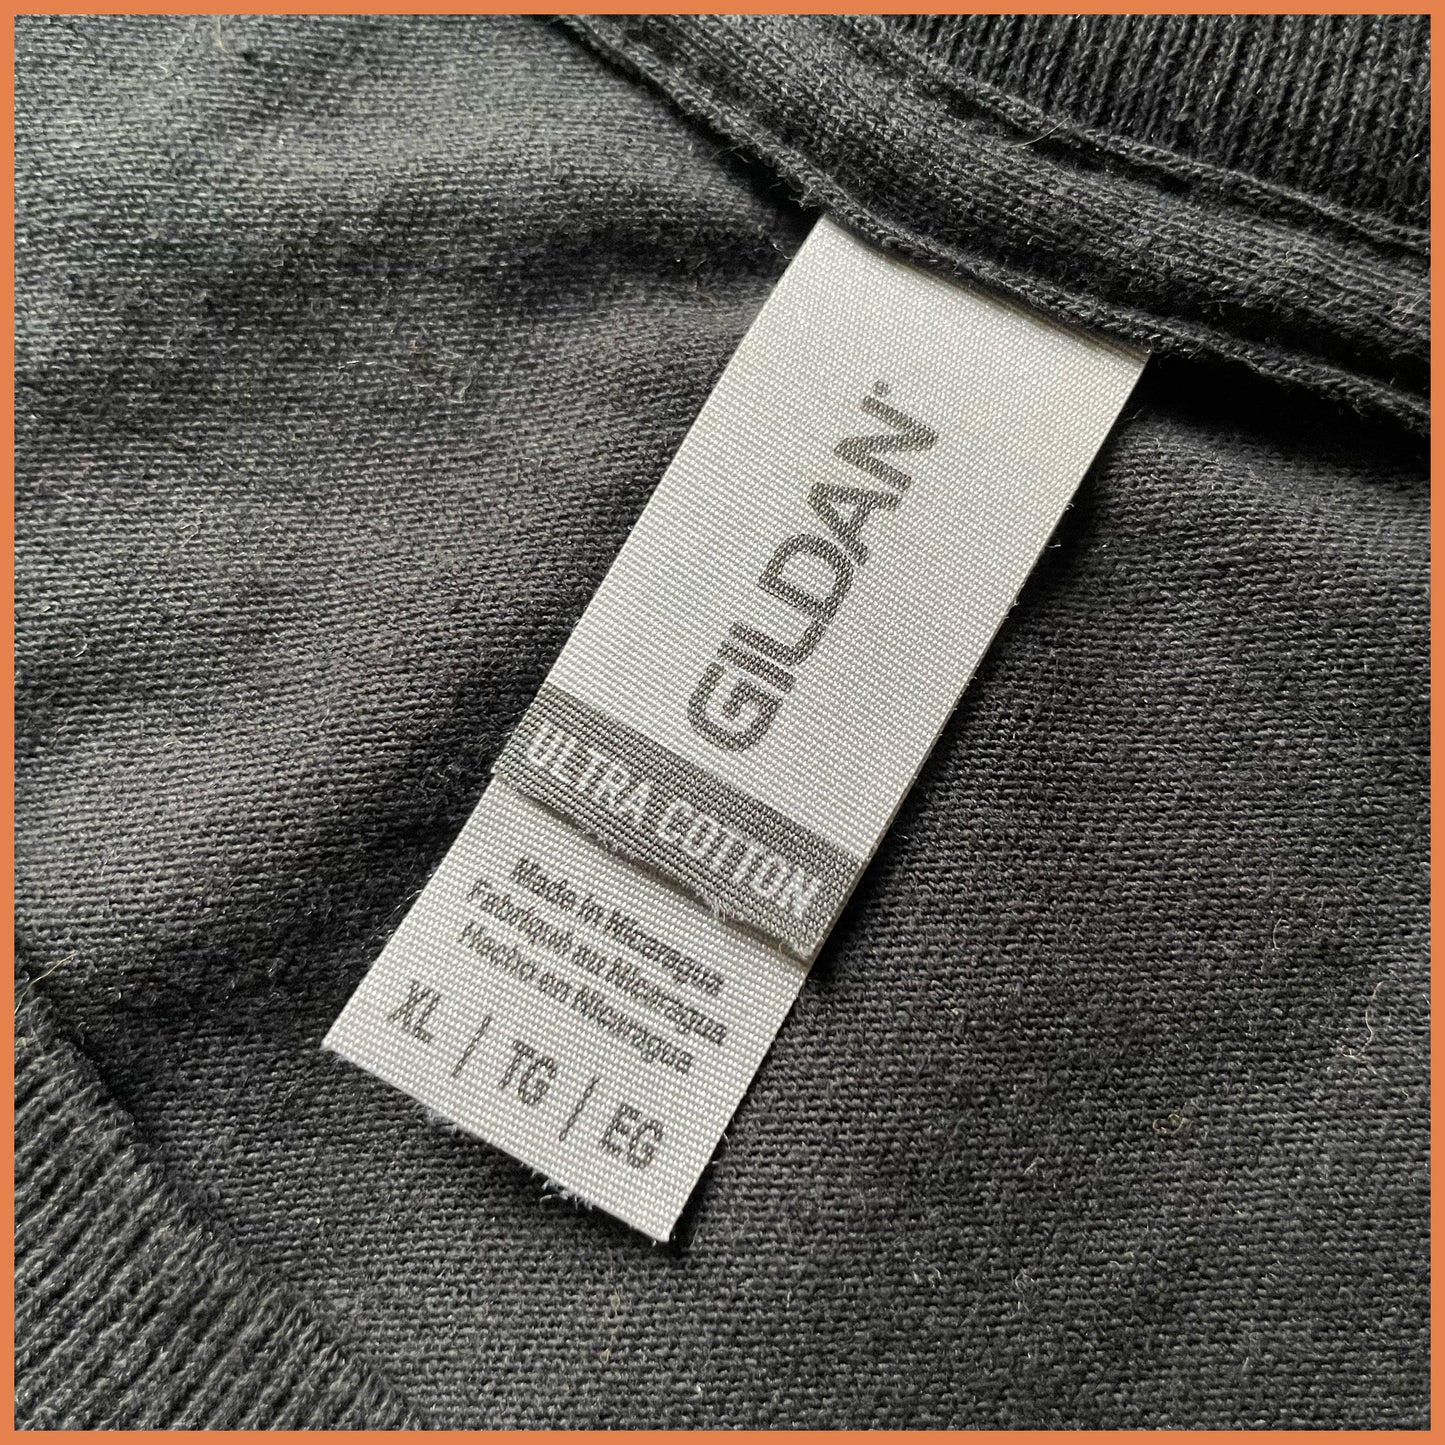 GILDAN®
ULTRA COTTON
Made in Nicaragua
Fabriqué au Nicaragua
Hecho en Nicaragua
XL | TG | EG